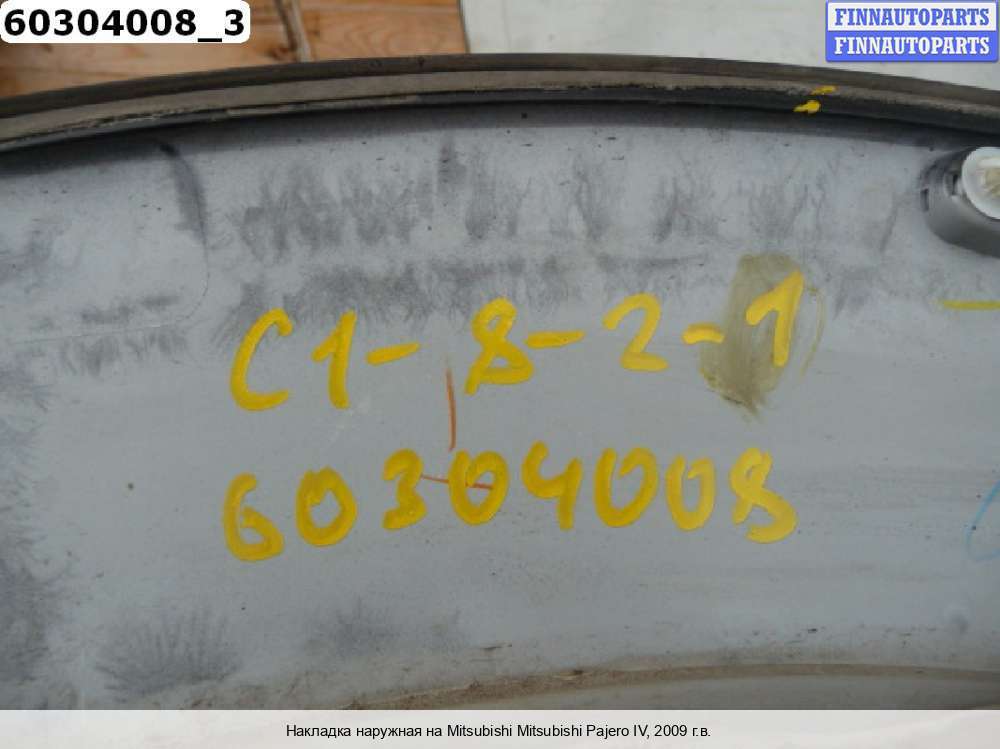 60304008_3
FINNAUTOPARTS
FINNAUTOPARTS
C1-8-2-1
60304008
Накладка наружная на Mitsubishi Mitsubishi Pajero IV, 2009 г.в.